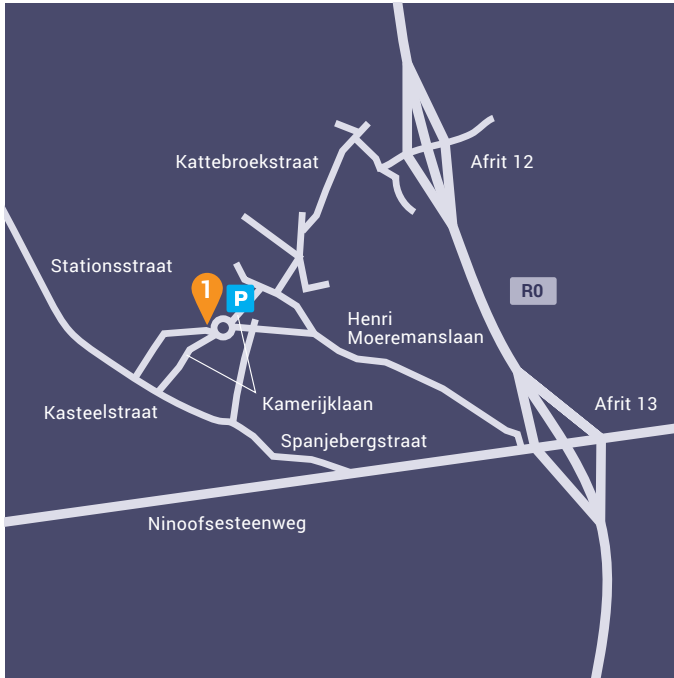 Kattebroekstraat
Afrit 12
Stationsstraat
1
P
R0
Henri
Moeremanslaan
Kasteelstraat
Kamerijklaan
Afrit 13
Spanjebergstraat
Ninoofsesteenweg